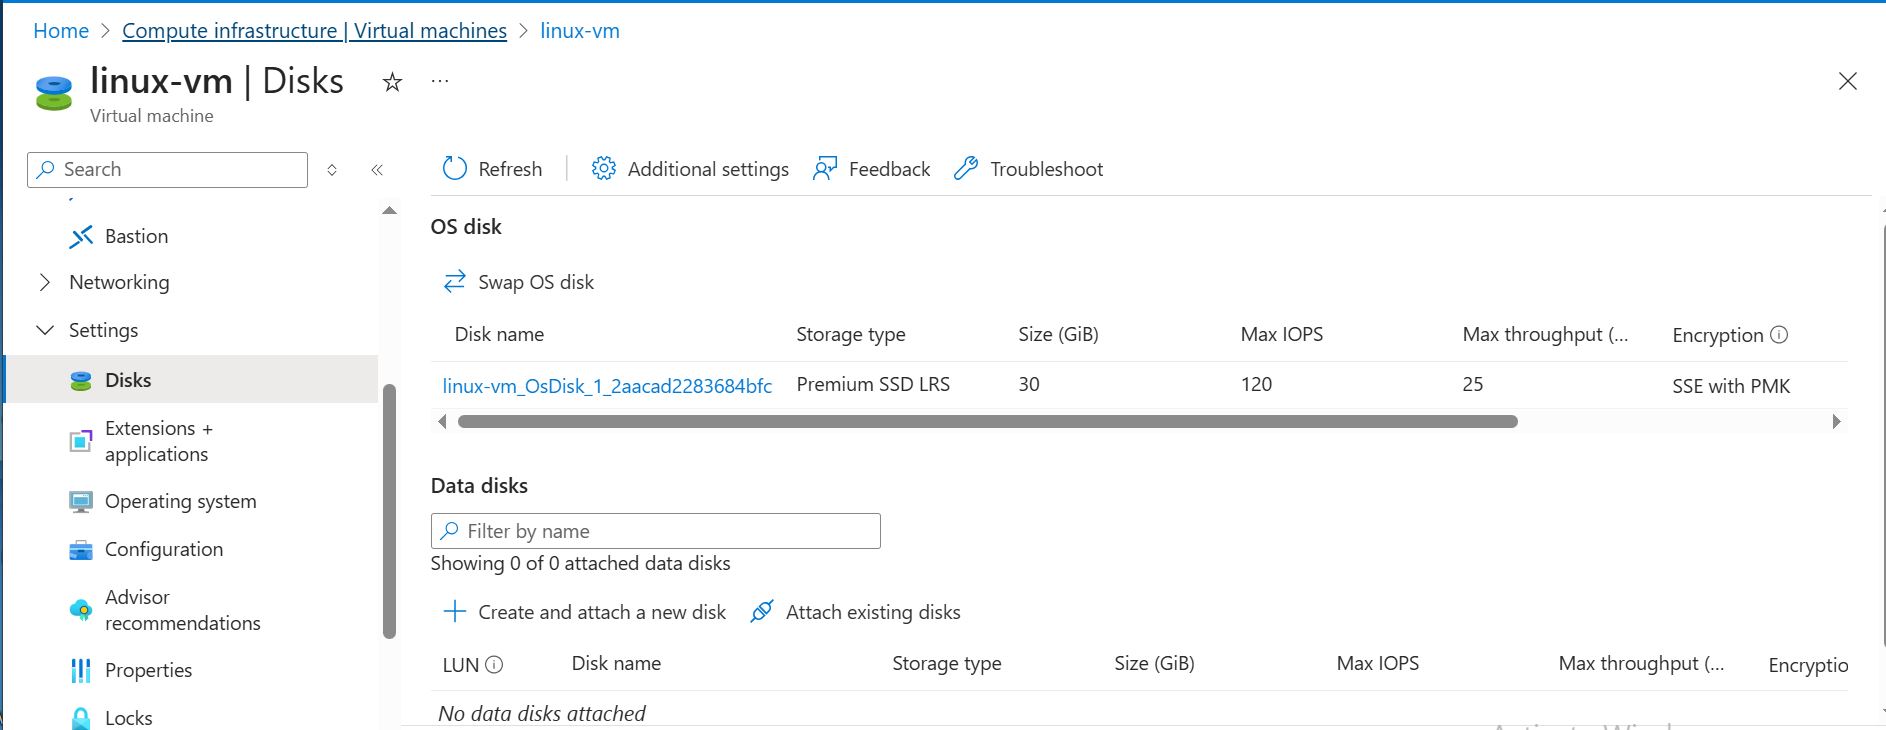 Home > Compute infrastructure | Virtual machines > linux-vm
linux-vm | Disks
Virtual machine
Search
Bastion
Networking
Settings
Disks
Extensions +
applications
Operating system
Configuration
Advisor
recommendations
Properties
Locks
Refresh | Additional settings Feedback Troubleshoot
OS disk
Swap OS disk
Disk name Storage type Size (GiB) Max IOPS Max throughput (... Encryption
linux-vm_OsDisk_1_2aacad2283684bfc Premium SSD LRS 30 120 25 SSE with PMK
Data disks
Filter by name
Showing 0 of 0 attached data disks
Create and attach a new disk Attach existing disks
LUN Disk name Storage type Size (GiB) Max IOPS Max throughput (... Encryptio
No data disks attached